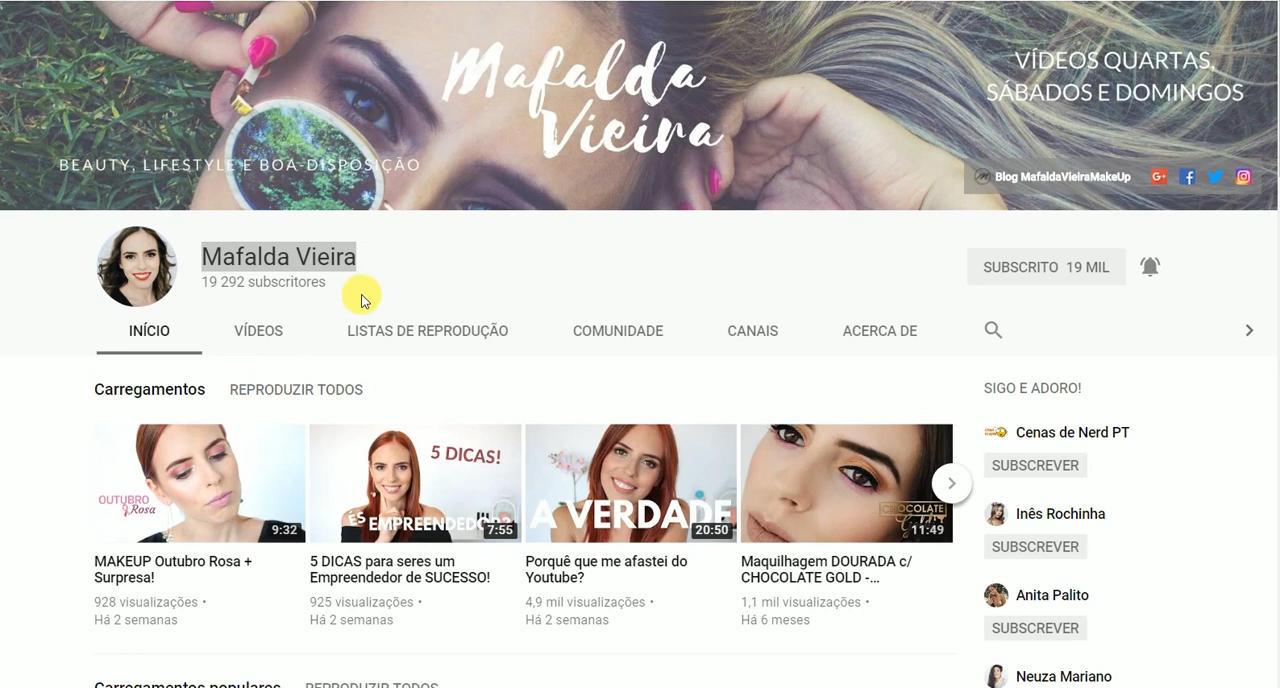 Mafalda
Vieira
VÍDEOS QUARTAS,
SÁBADOS E DOMINGOS
BEAUTY, LIFESTYLE E BOA-DISPOSIÇÃO
Blog MafaldaVieiraMakeUp
Mafalda Vieira
19 292 subscritores
SUBSCRITO 19 MIL
INÍCIO VÍDEOS LISTAS DE REPRODUÇÃO COMUNIDADE CANAIS ACERCA DE
Carregamentos REPRODUZIR TODOS
OUTUBRO
Rosa
9:32
5 DICAS!
ÉS
7:55
A VERDADE
20:50
CHOCOLATE
11:49
MAKEUP Outubro Rosa +
Surpresa!
928 visualizações •
Há 2 semanas
5 DICAS para seres um
Empreendedor de SUCESSO!
925 visualizações •
Há 2 semanas
Porquê que me afastei do
Youtube?
4,9 mil visualizações •
Há 2 semanas
Maquilhagem DOURADA c/
CHOCOLATE GOLD -...
1,1 mil visualizações •
Há 6 meses
Carregamentos populares REPRODUZIR TODOS
SIGO E ADORO!
Cenas de Nerd PT
SUBSCREVER
Inês Rochinha
SUBSCREVER
Anita Palito
SUBSCREVER
Neuza Mariano